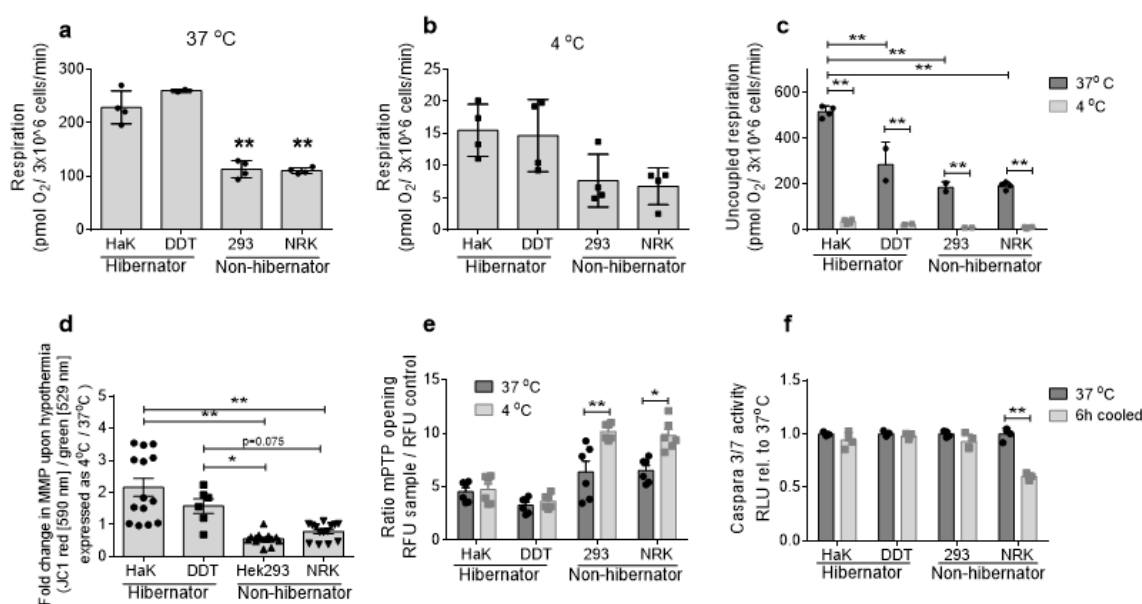 a
37 °C
Respiration
(pmol O2/ 3x10^6 cells/min)
300
200
100
0
**
**
HaK DDT 293 NRK
Hibernator Non-hibernator
b
4 °C
Respiration
(pmol O2/ 3x10^6 cells/min)
25
20
15
10
5
0
HaK DDT 293 NRK
Hibernator Non-hibernator
c
Uncoupled respiration
(pmol O2/ 3x10^6 cells/min)
600
400
200
0
**
**
**
**
**
**
**
37° C
4 °C
HaK DDT 293 NRK
Hibernator Non-hibernator
d
Fold change in MMP upon hypothermia
(JC1 red [590 nm] / green [529 nm]
expressed as 4°C / 37°C)
5
4
3
2
1
0
**
**
p=0.075
*
HaK DDT Hek293 NRK
Hibernator Non-hibernator
e
Ratio mPTP opening
RFU sample / RFU control
15
10
5
0
37 °C
4 °C
**
*
HaK DDT 293 NRK
Hibernator Non-hibernator
f
Caspara 3/7 activity
RLU rel. to 37°C
1.5
1.0
0.5
0.0
**
37 °C
6h cooled
HaK DDT 293 NRK
Hibernator Non-hibernator